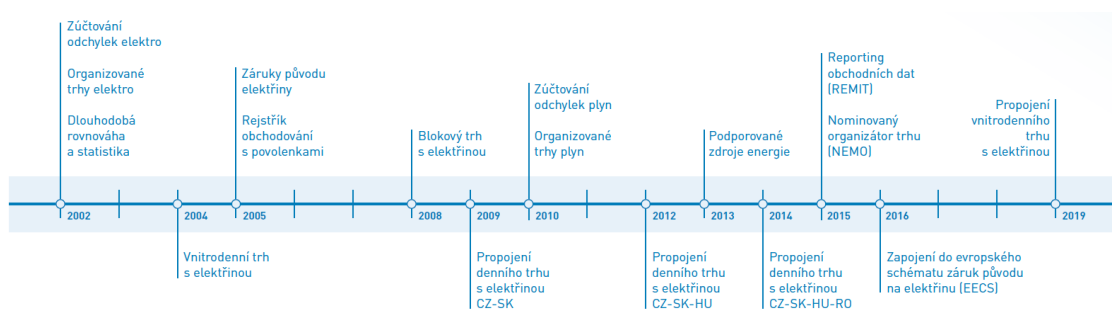 Zúčtování
odchylek elektro
Organizované
trhy elektro
Dlouhodobá
rovnováha
a statistika
2002
Vnitrodenní trh
s elektřinou
2004
Záruky původu
elektřiny
Rejstřík
obchodování
s povolenkami
2005
Blokový trh
s elektřinou
2008
2009
Propojení
denního trhu
s elektřinou
CZ-SK
Zúčtování
odchylek plyn
Organizované
trhy plyn
2010
2012
Propojení
denního trhu
s elektřinou
CZ-SK-HU
Podporované
zdroje energie
2013
2014
Propojení
denního trhu
s elektřinou
CZ-SK-HU-RO
Reporting
obchodních dat
(REMIT)
Nominovaný
organizátor trhu
(NEMO)
2015
2016
Zapojení do evropského
schématu záruk původu
na elektřinu (EECS)
Propojení
vnitrodenního
trhu
s elektřinou
2019